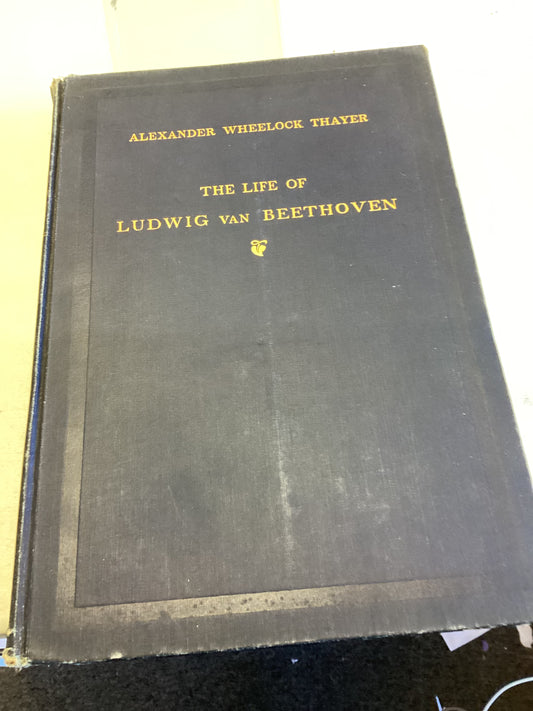 ALEXANDER WHEELOCK THAYER
THE LIFE OF
LUDWIG VAN BEETHOVEN